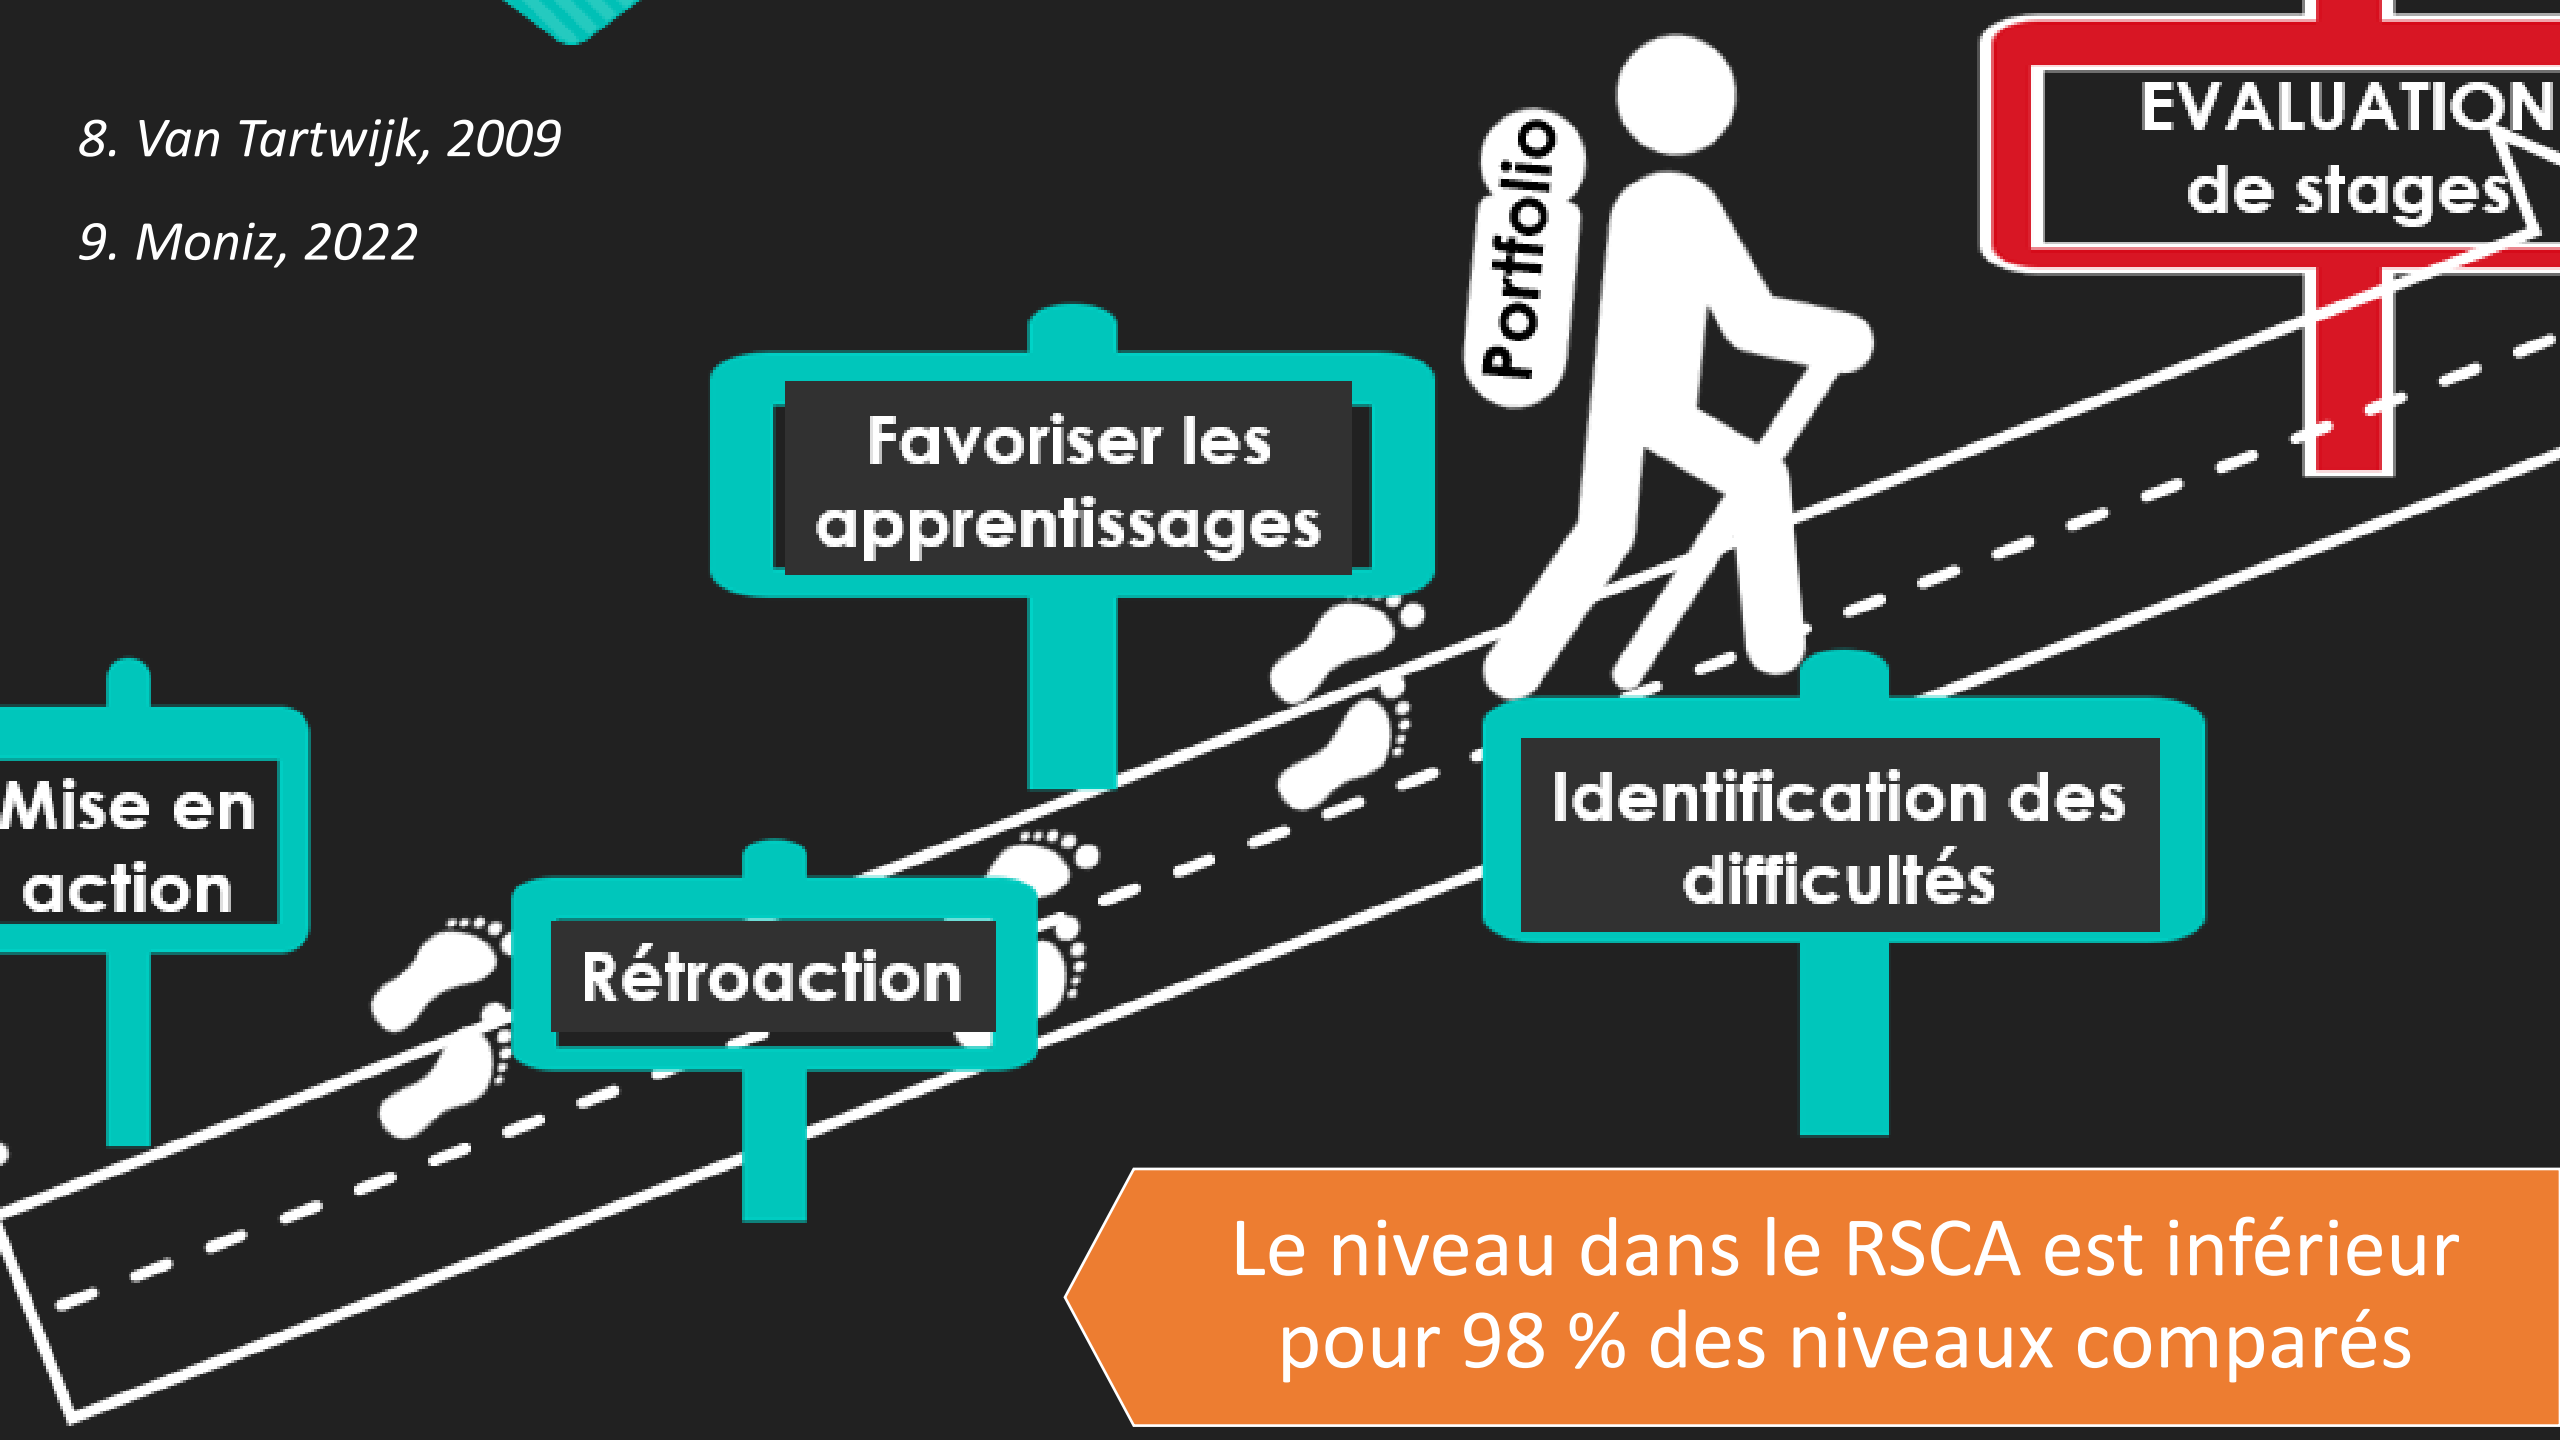 8. Van Tartwijk, 2009
9. Moniz, 2022
Portfolio
EVALUATION
de stages
Favoriser les
apprentissages
Mise en
action
Rétroaction
Identification des
difficultés
Le niveau dans le RSCA est inférieur
pour 98 % des niveaux comparés